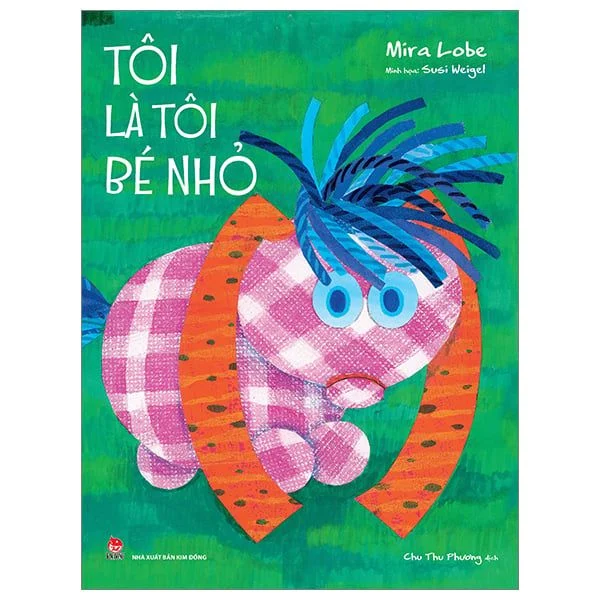 TÔI
LÀ TÔI
BÉ NHỎ
Mira Lobe
Minh họa: Susi Weigel
NHÀ XUẤT BẢN KIM ĐỒNG
Chu Thu Phương dịch